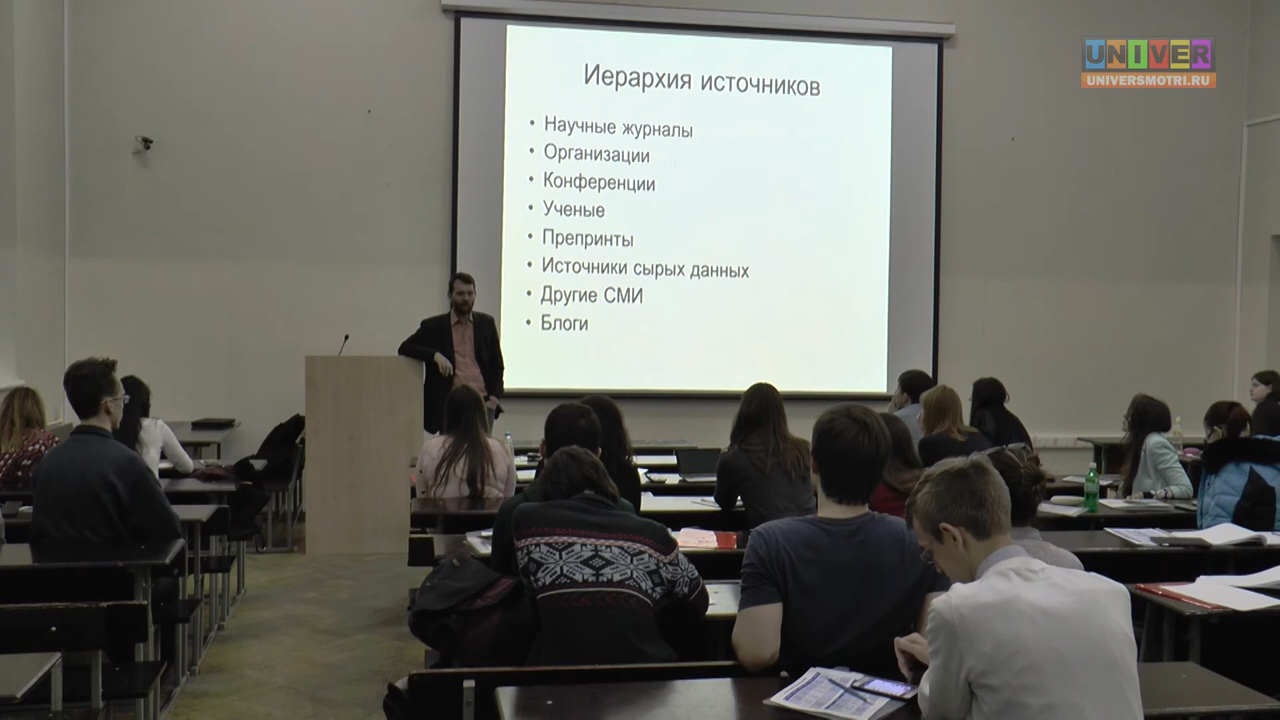 UNIVER
UNIVERSMOTRI.RU
Иерархия источников
• Научные журналы
• Организации
• Конференции
• Ученые
• Препринты
• Источники сырых данных
• Другие СМИ
• Блоги